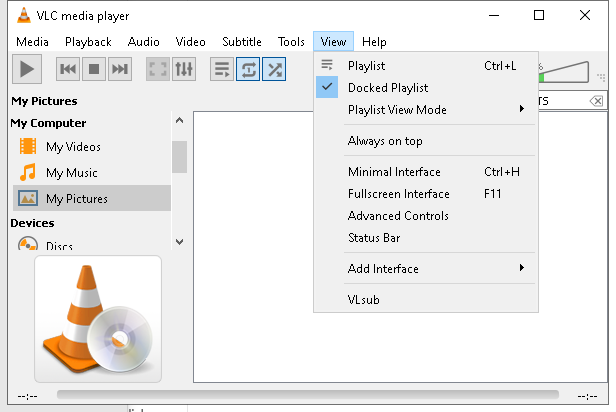 VLC media player
Media Playback Audio Video Subtitle Tools View Help
Playlist Ctrl+L
Docked Playlist
Playlist View Mode
Always on top
Minimal Interface Ctrl+H
Fullscreen Interface F11
Advanced Controls
Status Bar
Add Interface
VLsub
%
TS
My Pictures
My Computer
My Videos
My Music
My Pictures
Devices
Discs
--:-- --:--